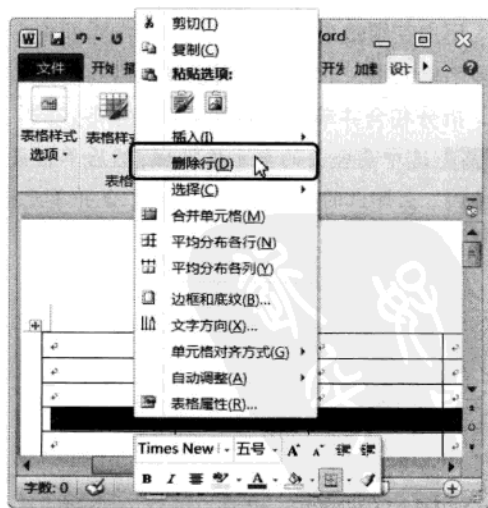 剪切(T)
W ord
复制(C)
文件 开始 插 粘贴选项: 开发 加载 设计
插入(I)
表格样式 表格样式
选项 删除行(D)
表格
选择(C)
合并单元格(M)
平均分布各行(N)
平均分布各列(Y)
边框和底纹(B)...
文字方向(X)...
单元格对齐方式(G)
自动调整(A)
表格属性(R)...
Times New 五号 A A
B I A
字数: 0